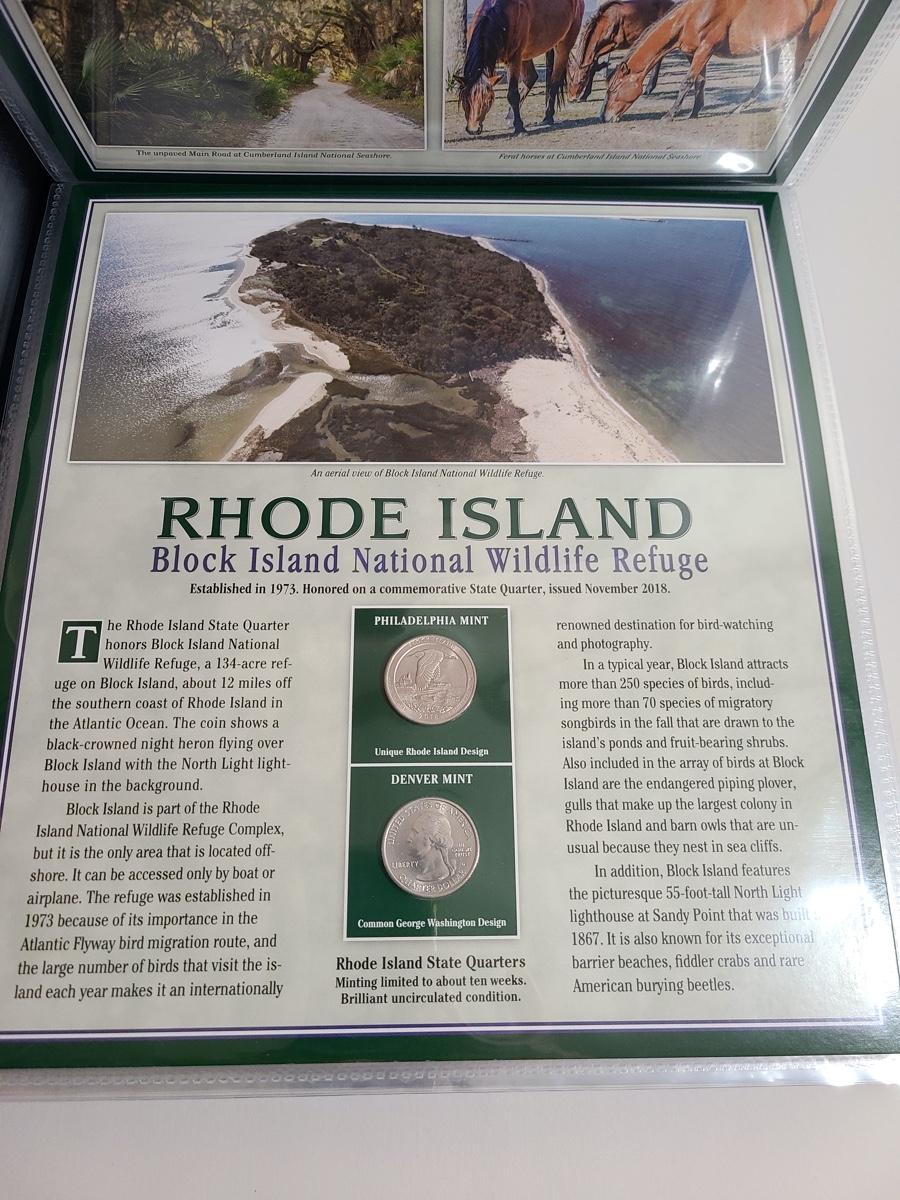 The unpaved Main Road at Cumberland Island National Seashore.
Feral horses at Cumberland Island National Seashore
An aerial view of Block Island National Wildlife Refuge.
RHODE ISLAND
Block Island National Wildlife Refuge
Established in 1973. Honored on a commemorative State Quarter, issued November 2018.
The Rhode Island State Quarter
honors Block Island National
Wildlife Refuge, a 134-acre ref-
uge on Block Island, about 12 miles off
the southern coast of Rhode Island in
the Atlantic Ocean. The coin shows a
black-crowned night heron flying over
Block Island with the North Light light-
house in the background.
Block Island is part of the Rhode
Island National Wildlife Refuge Complex,
but it is the only area that is located off-
shore. It can be accessed only by boat or
airplane. The refuge was established in
1973 because of its importance in the
Atlantic Flyway bird migration route, and
the large number of birds that visit the is-
land each year makes it an internationally
PHILADELPHIA MINT
BLOCK ISLAND
2018
Unique Rhode Island Design
DENVER MINT
UNITED STATES OF AMERICA
LIBERTY
IN
GOD WE
TRUST
QUARTER DOLLAR
Common George Washington Design
Rhode Island State Quarters
Minting limited to about ten weeks.
Brilliant uncirculated condition.
renowned destination for bird-watching
and photography.
In a typical year, Block Island attracts
more than 250 species of birds, includ-
ing more than 70 species of migratory
songbirds in the fall that are drawn to the
island's ponds and fruit-bearing shrubs.
Also included in the array of birds at Block
Island are the endangered piping plover,
gulls that make up the largest colony in
Rhode Island and barn owls that are un-
usual because they nest in sea cliffs.
In addition, Block Island features
the picturesque 55-foot-tall North Light
lighthouse at Sandy Point that was built
1867. It is also known for its exceptional
barrier beaches, fiddler crabs and rare
American burying beetles.